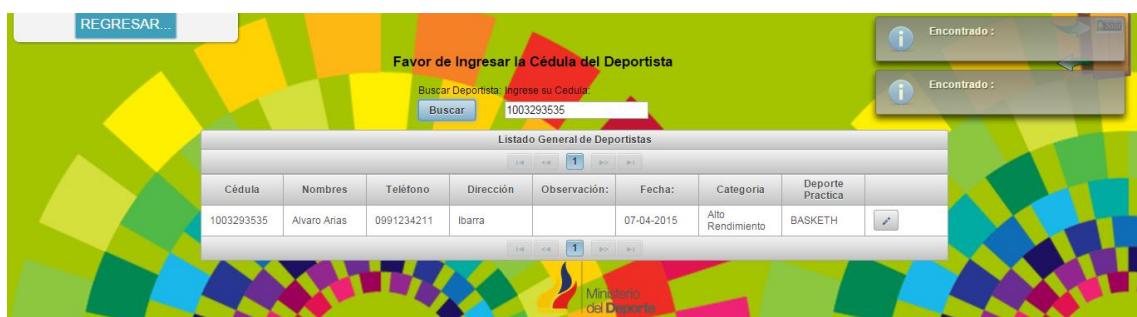 REGRESAR...
Encontrado :
Encontrado :
Favor de Ingresar la Cédula del Deportista
Buscar Deportista: Ingrese su Cedula:
Buscar 1003293535
Listado General de Deportistas
1
Cédula Nombres Teléfono Dirección Observación: Fecha: Categoria Deporte Practica
1003293535 Alvaro Arias 0991234211 Ibarra 07-04-2015 Alto Rendimiento BASKETH
1
Ministerio
del Deporte